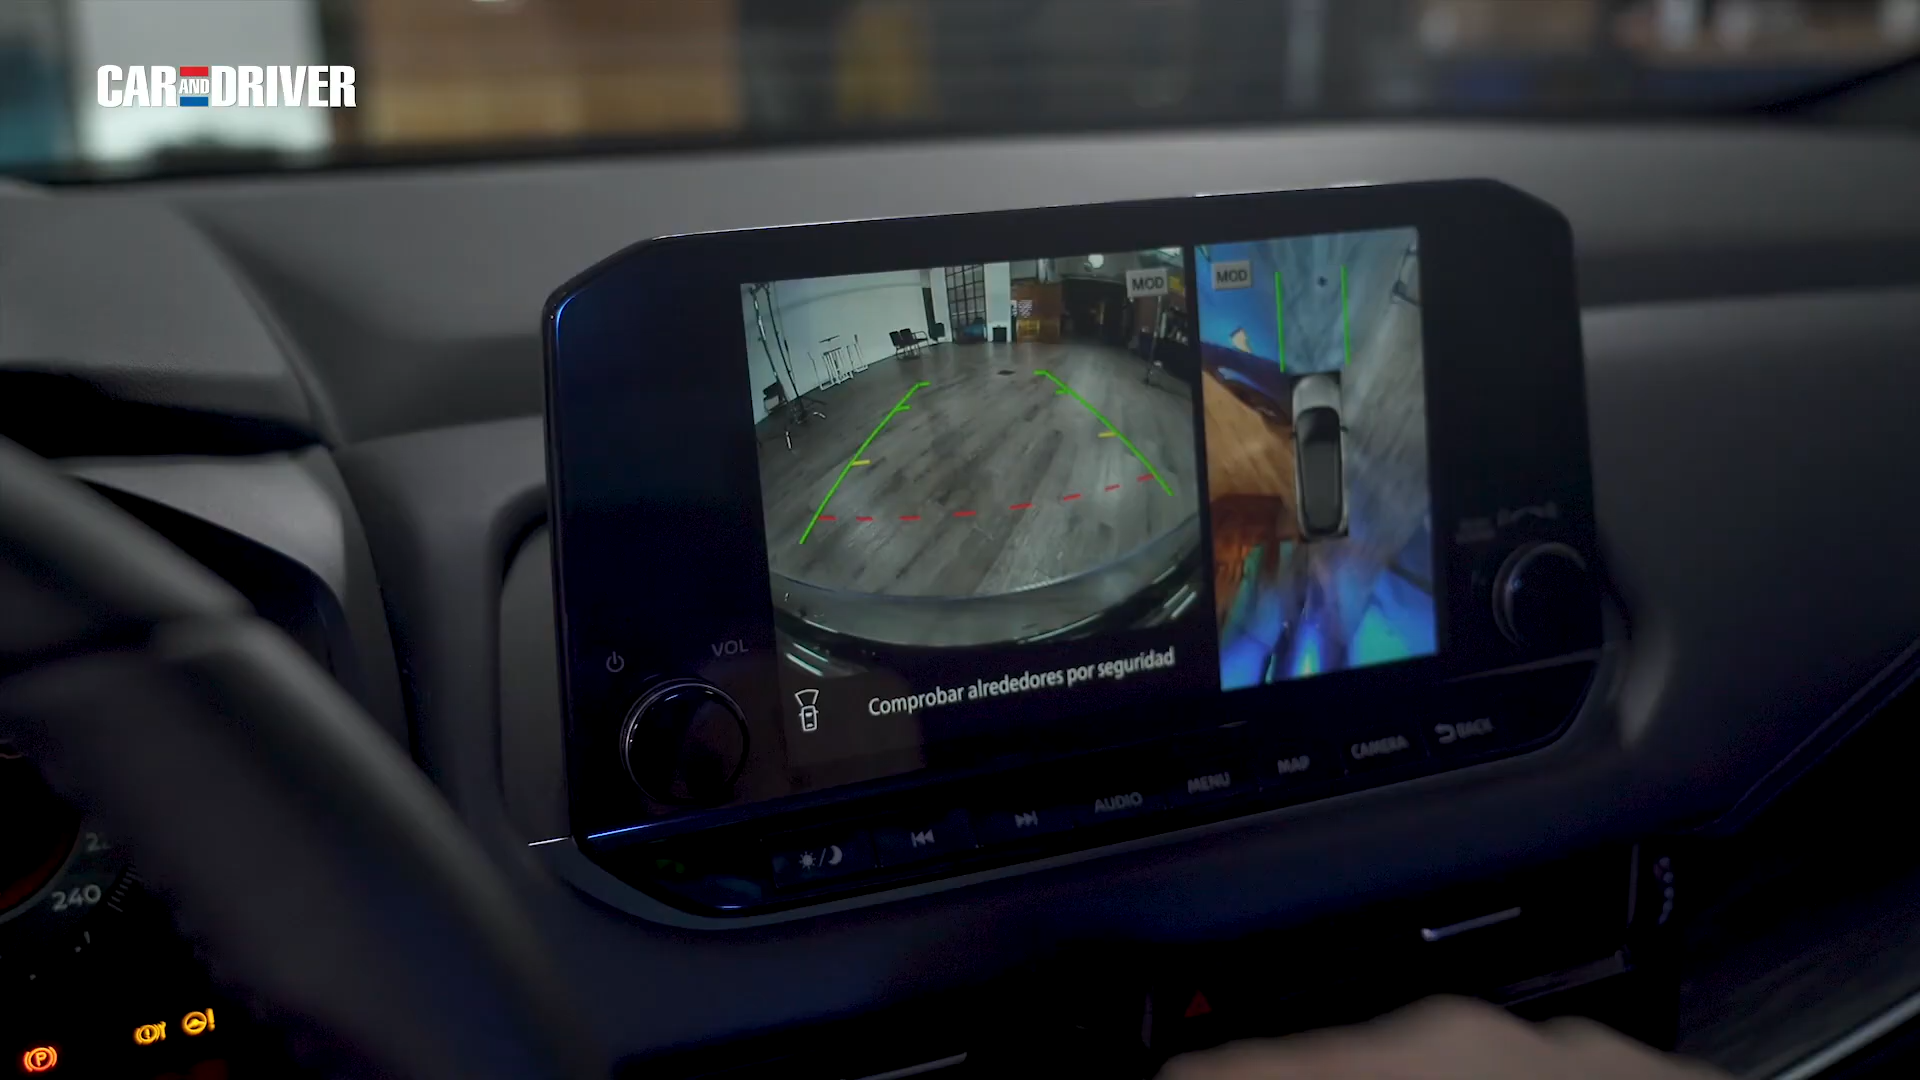 CAR AND DRIVER
MOD
MOD
VOL
Comprobar alrededores por seguridad
AUDIO
MENU
MAP
CAMERA
BACK
240
P